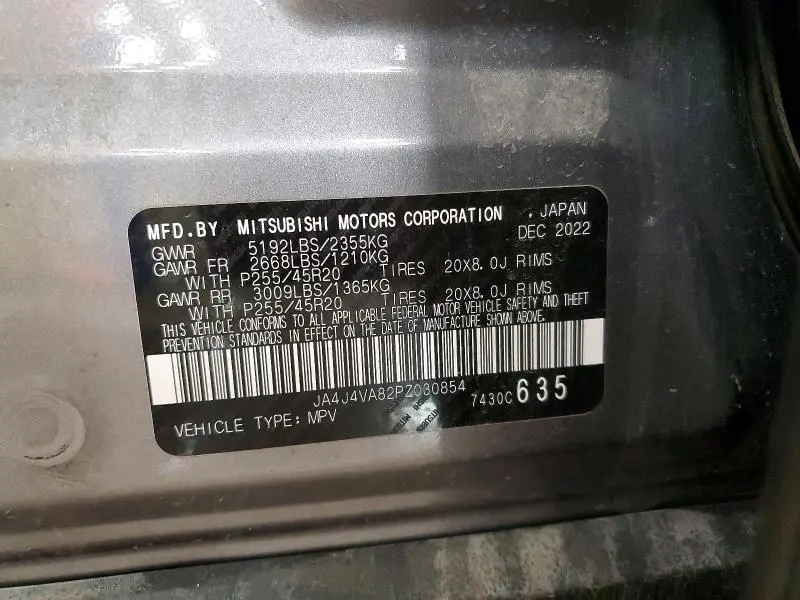 MFD.BY MITSUBISHI MOTORS CORPORATION , JAPAN
DEC 2022
GVWR 5192LBS/2355KG
GAWR FR 2668LBS/1210KG
WITH P255/45R20 TIRES 20X8.0J RIMS
GAWR RR 3009LBS/1365KG
WITH P255/45R20 TIRES 20X8.0J RIMS
THIS VEHICLE CONFORMS TO ALL APPLICABLE FEDERAL MOTOR VEHICLE SAFETY AND THEFT
PREVENTION STANDARDS IN EFFECT ON THE DATE OF MANUFACTURE SHOWN ABOVE.
JA4J4VA82PZ030854 7430C 635
VEHICLE TYPE: MPV